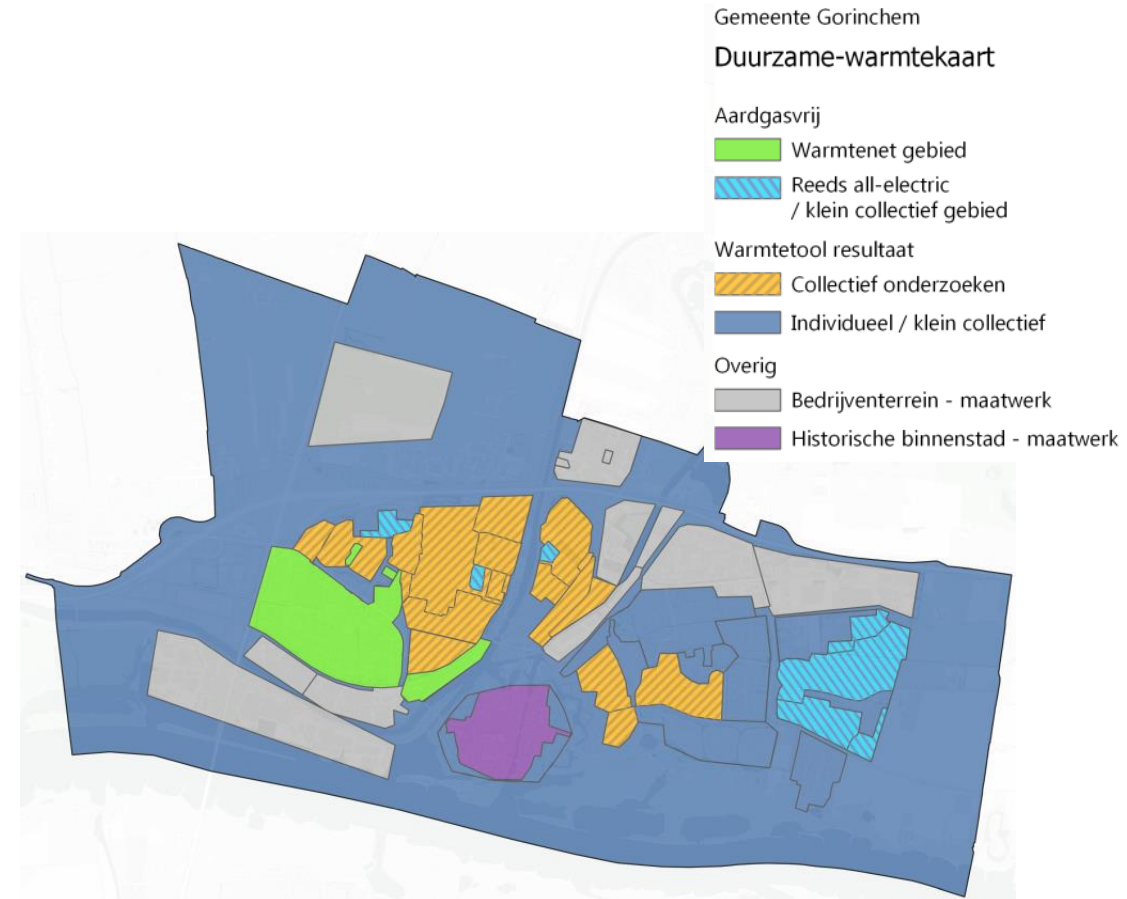 Gemeente Gorinchem
Duurzame-warmtekaart
Aardgasvrij
Warmtenet gebied
Reeds all-electric
/ klein collectief gebied
Warmtetool resultaat
Collectief onderzoeken
Individueel / klein collectief
Overig
Bedrijventerrein - maatwerk
Historische binnenstad - maatwerk